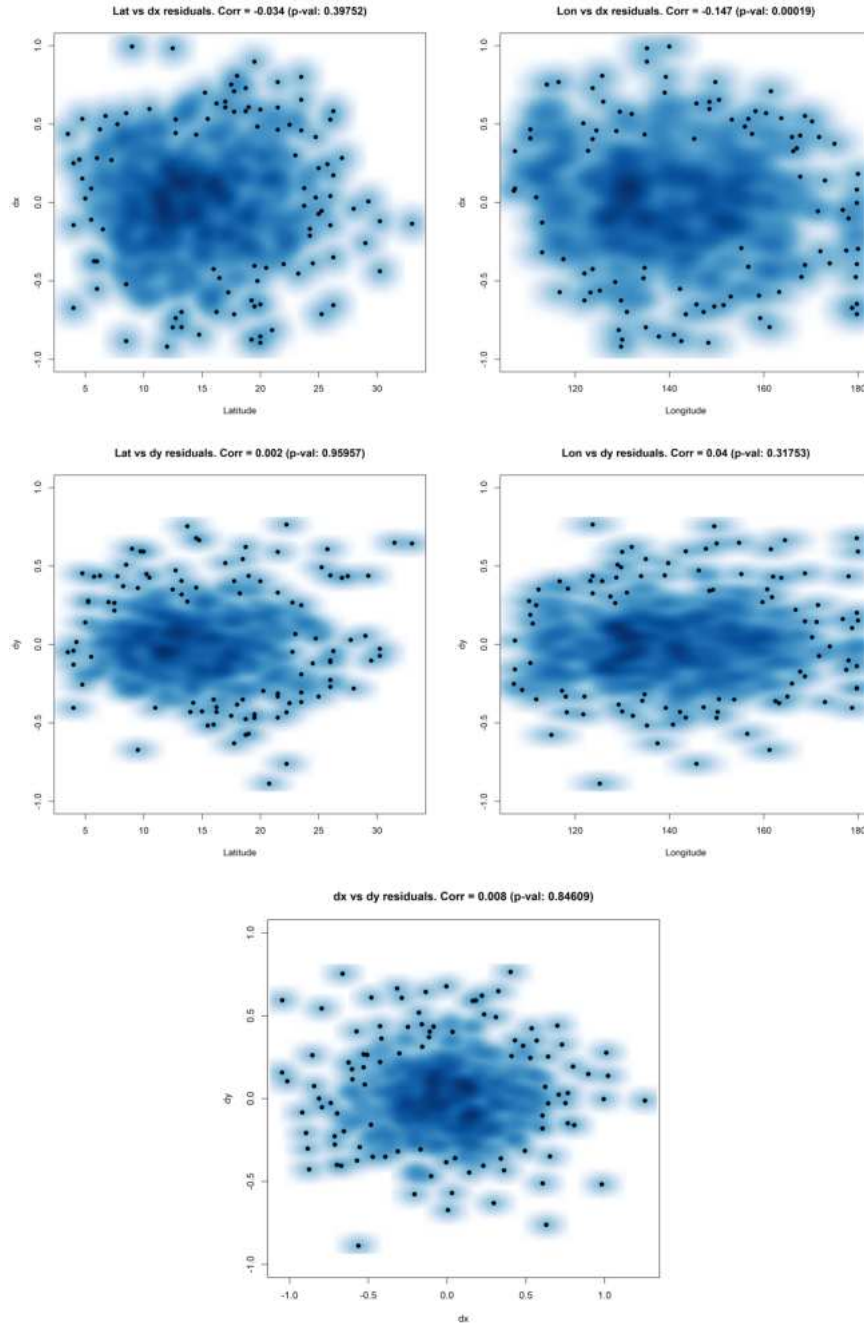 Lat vs dx residuals. Corr = -0.034 (p-val: 0.39752)
1.0
0.5
0.0
-0.5
-1.0
dx
5 10 15 20 25 30
Latitude
Lon vs dx residuals. Corr = -0.147 (p-val: 0.00019)
1.0
0.5
0.0
-0.5
-1.0
dx
120 140 160 180
Longitude
Lat vs dy residuals. Corr = 0.002 (p-val: 0.95957)
1.0
0.5
0.0
-0.5
-1.0
dy
5 10 15 20 25 30
Latitude
Lon vs dy residuals. Corr = 0.04 (p-val: 0.31753)
1.0
0.5
0.0
-0.5
-1.0
dy
120 140 160 180
Longitude
dx vs dy residuals. Corr = 0.008 (p-val: 0.84609)
1.0
0.5
0.0
-0.5
-1.0
dy
-1.0 -0.5 0.0 0.5 1.0
dx